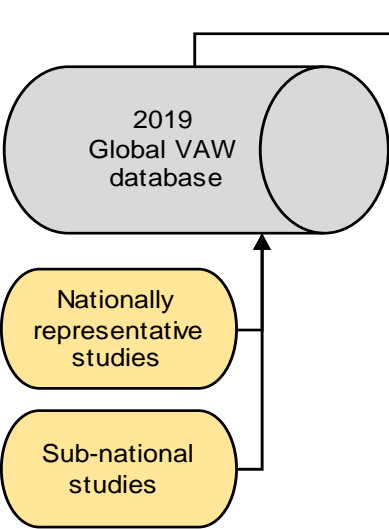 2019
Global VAW
database
Nationally
representative
studies
Sub-national
studies